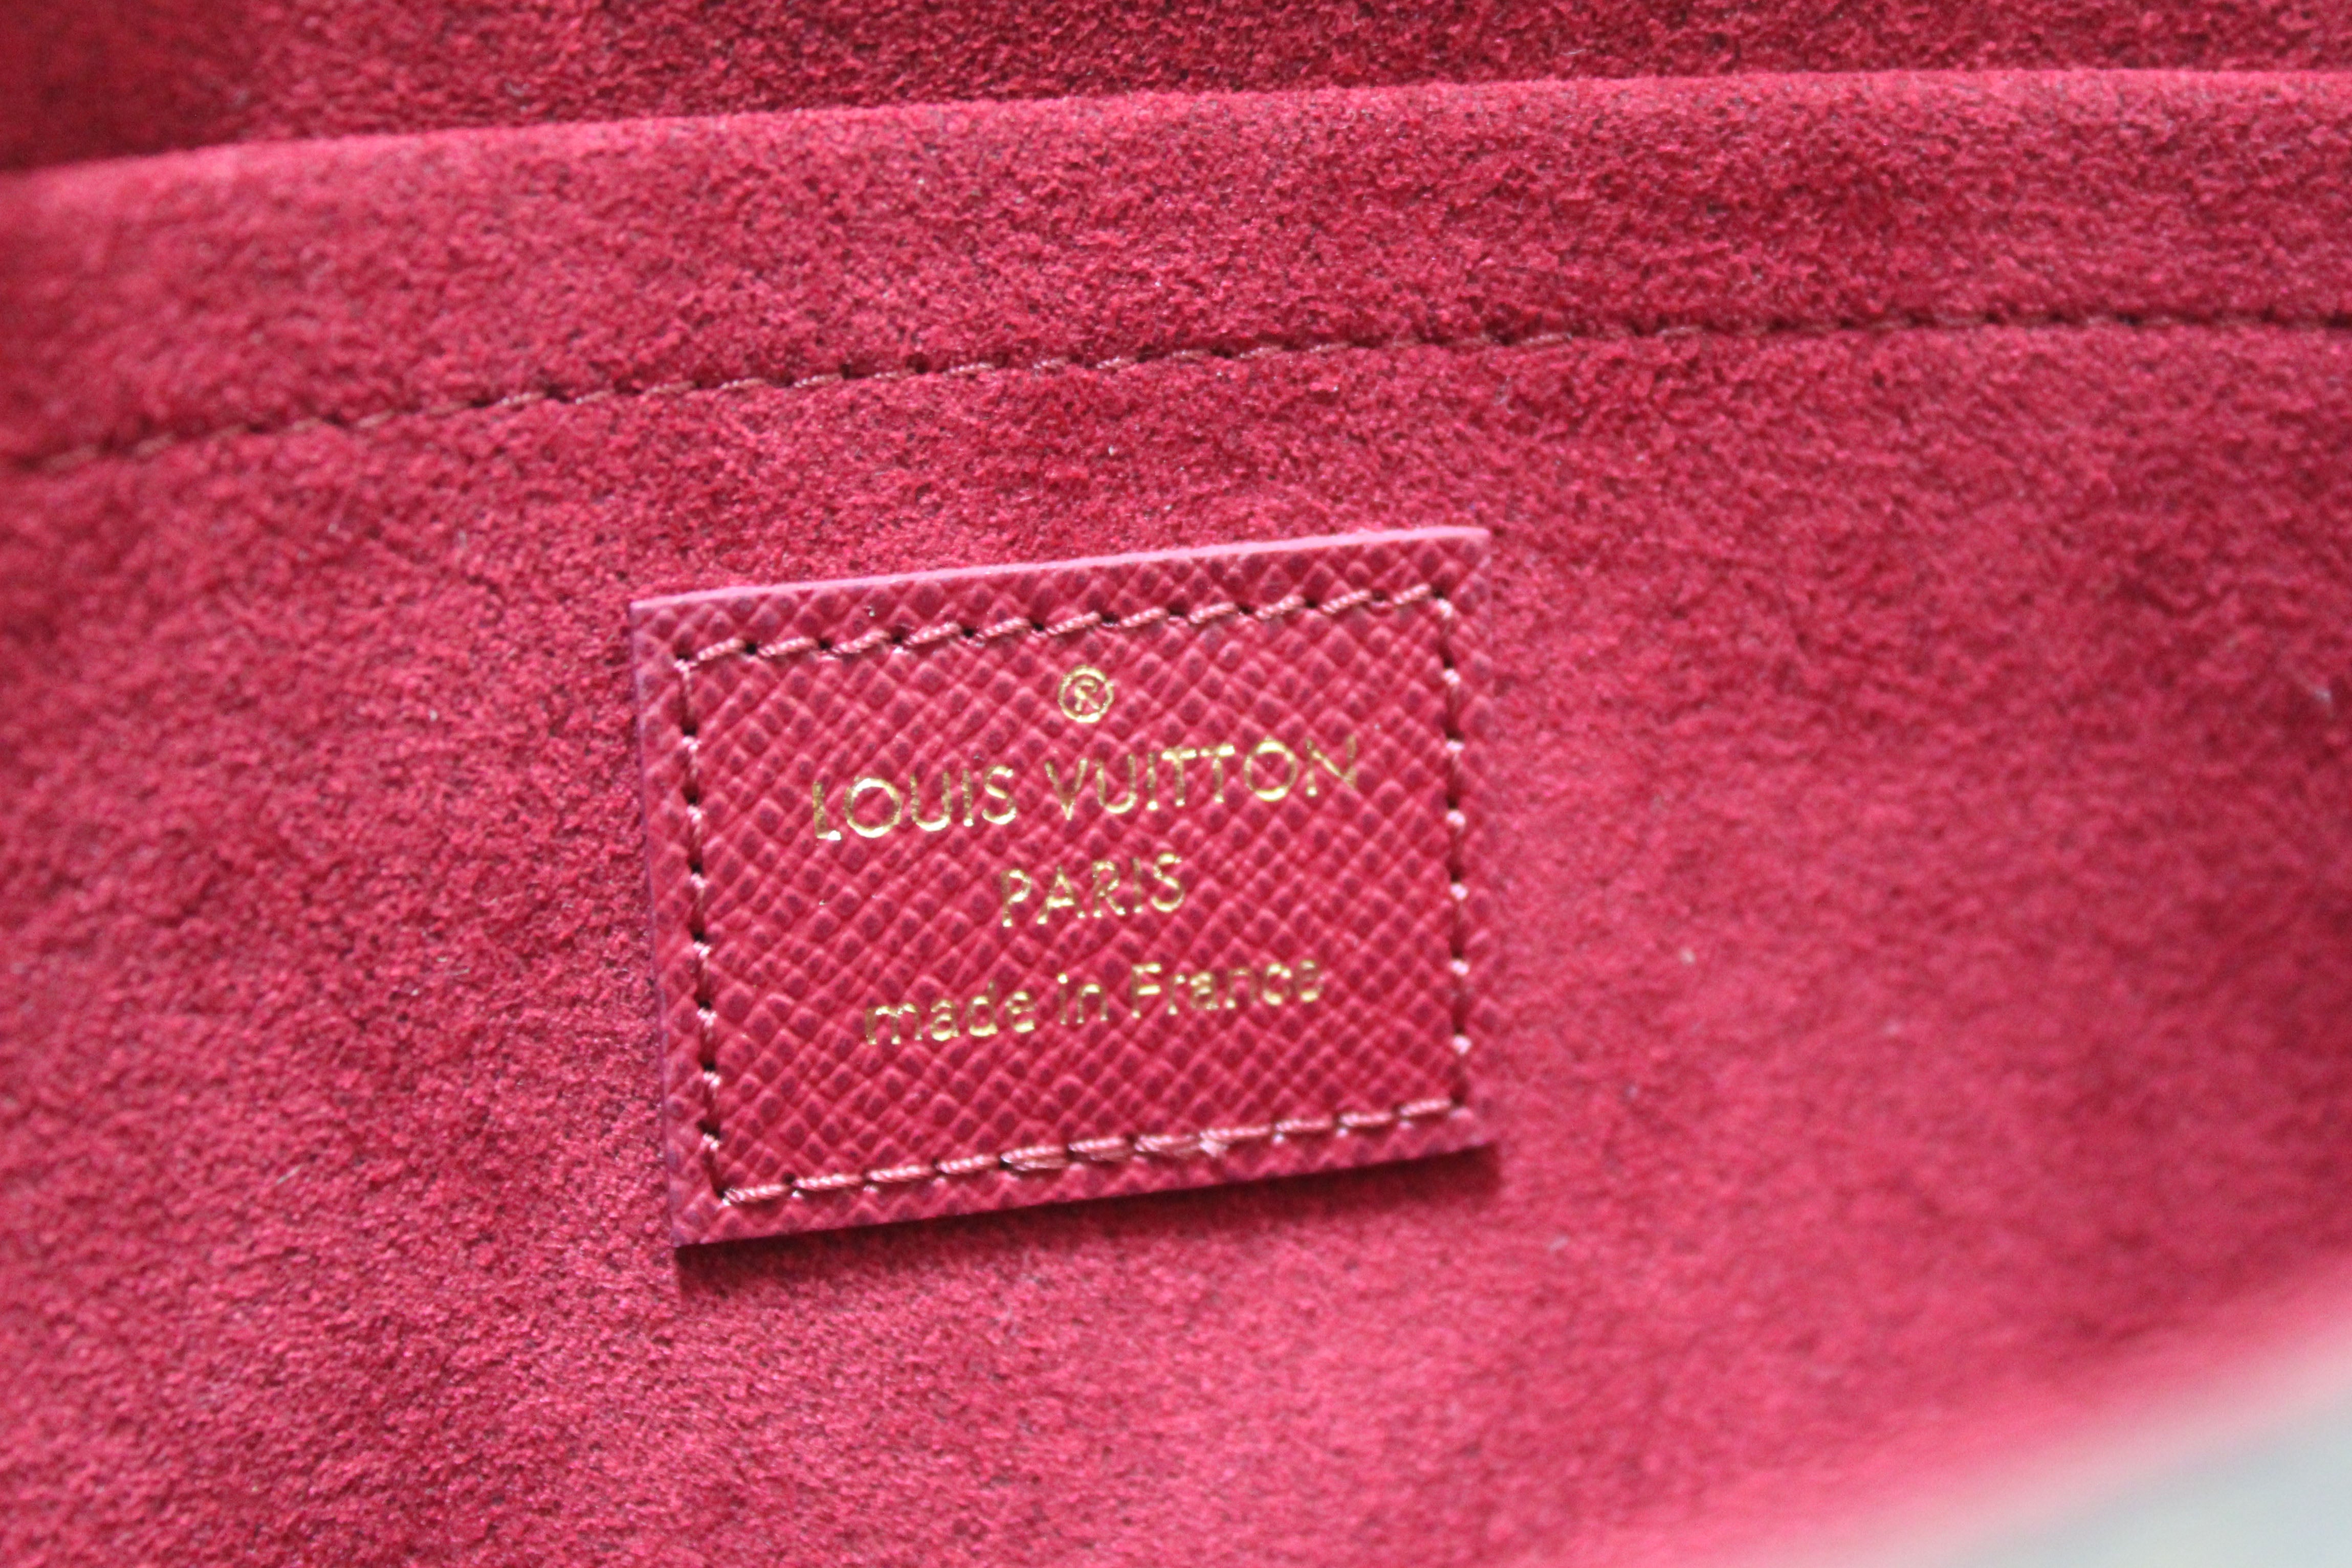 ®
LOUIS VUITTON
PARIS
made in France